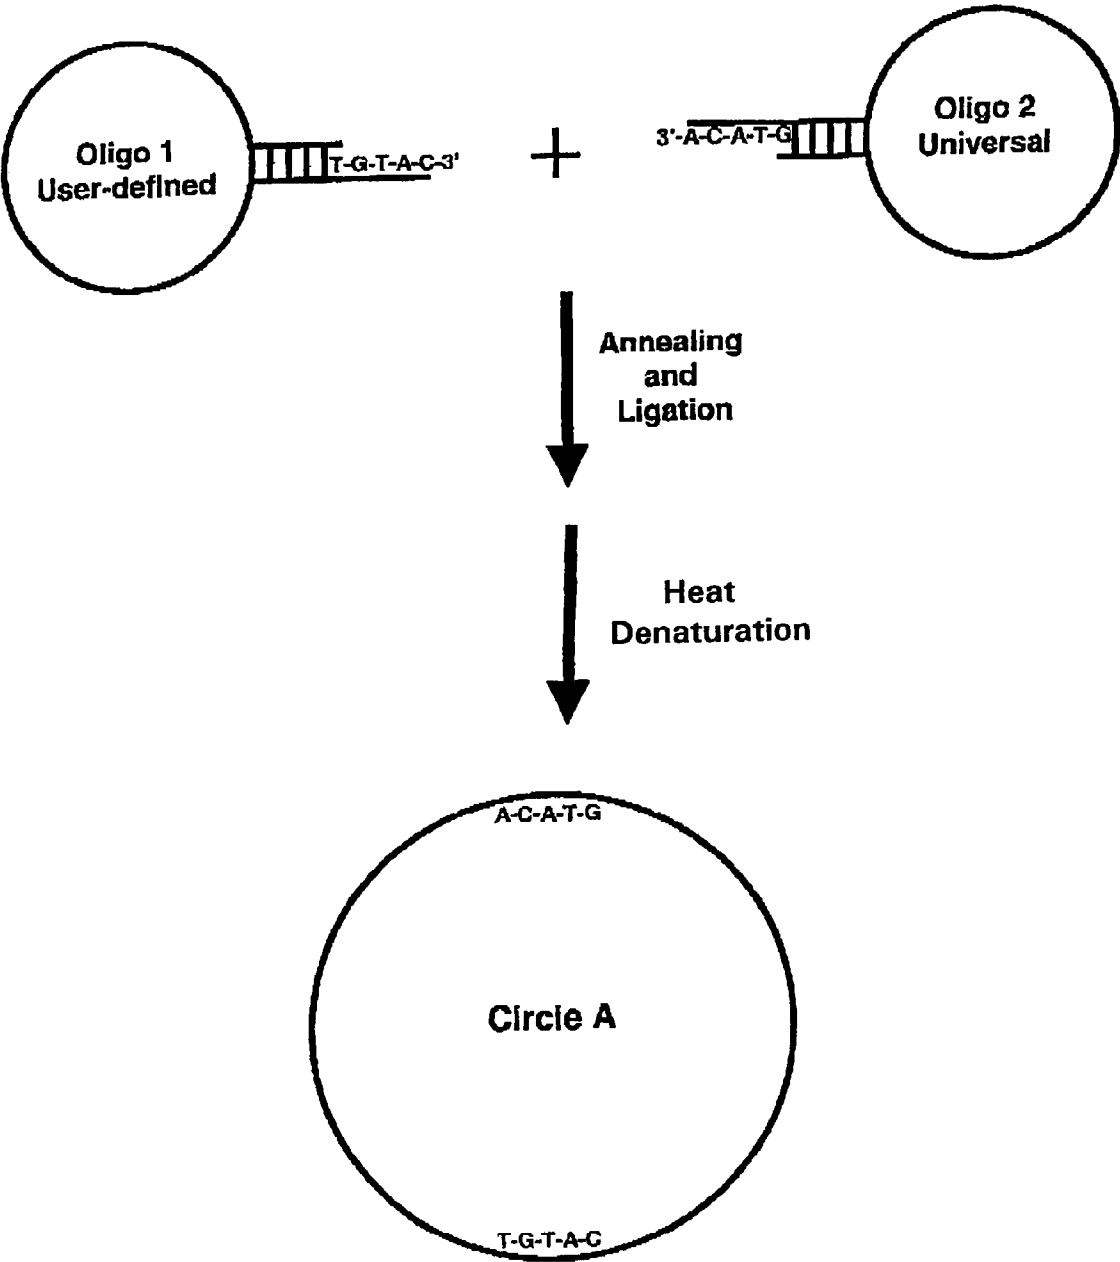 Oligo 1
User-defined
T-G-T-A-C-3'
+
3'-A-C-A-T-G
Oligo 2
Universal
Annealing
and
Ligation
Heat
Denaturation
A-C-A-T-G
Circle A
T-G-T-A-C